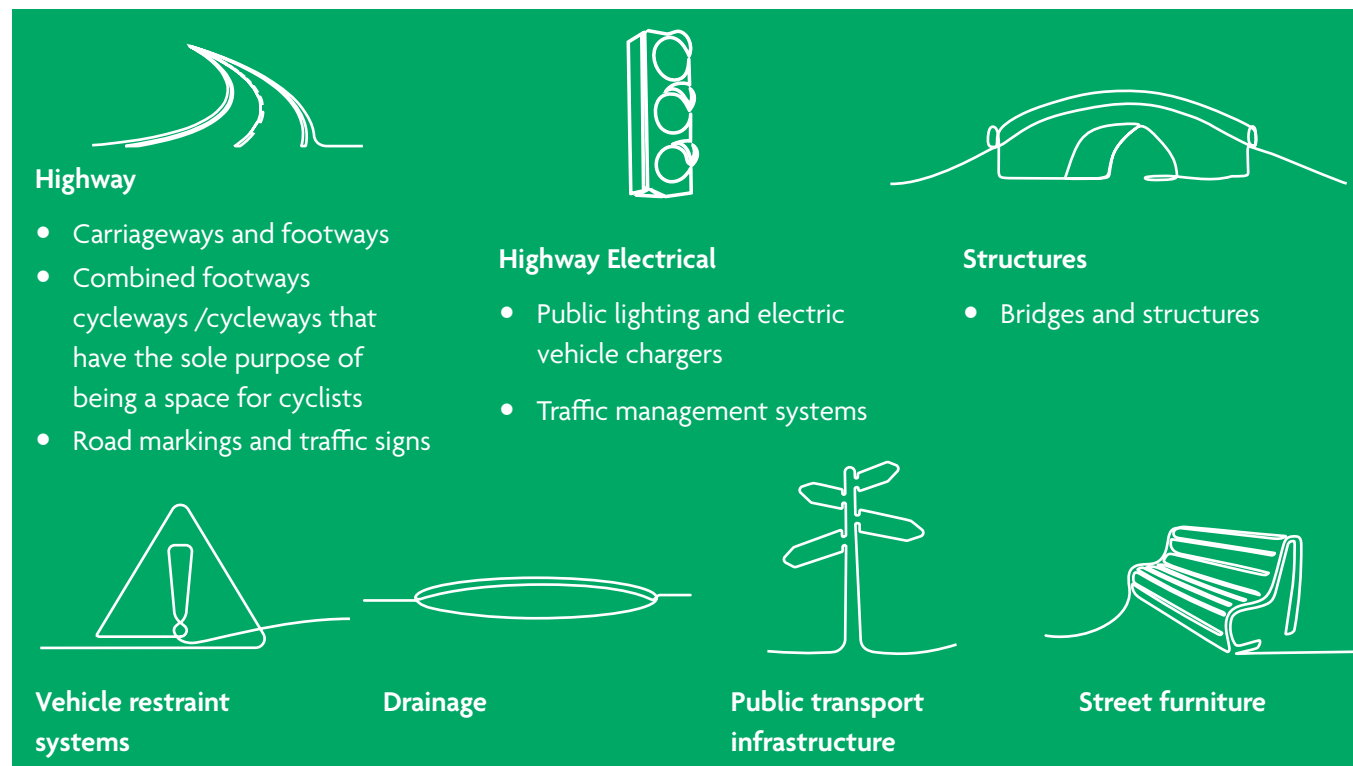 Highway
• Carriageways and footways
• Combined footways
cycleways /cycleways that
have the sole purpose of
being a space for cyclists
• Road markings and traffic signs
Highway Electrical
• Public lighting and electric
vehicle chargers
• Traffic management systems
Structures
• Bridges and structures
Vehicle restraint
systems
Drainage
Public transport
infrastructure
Street furniture